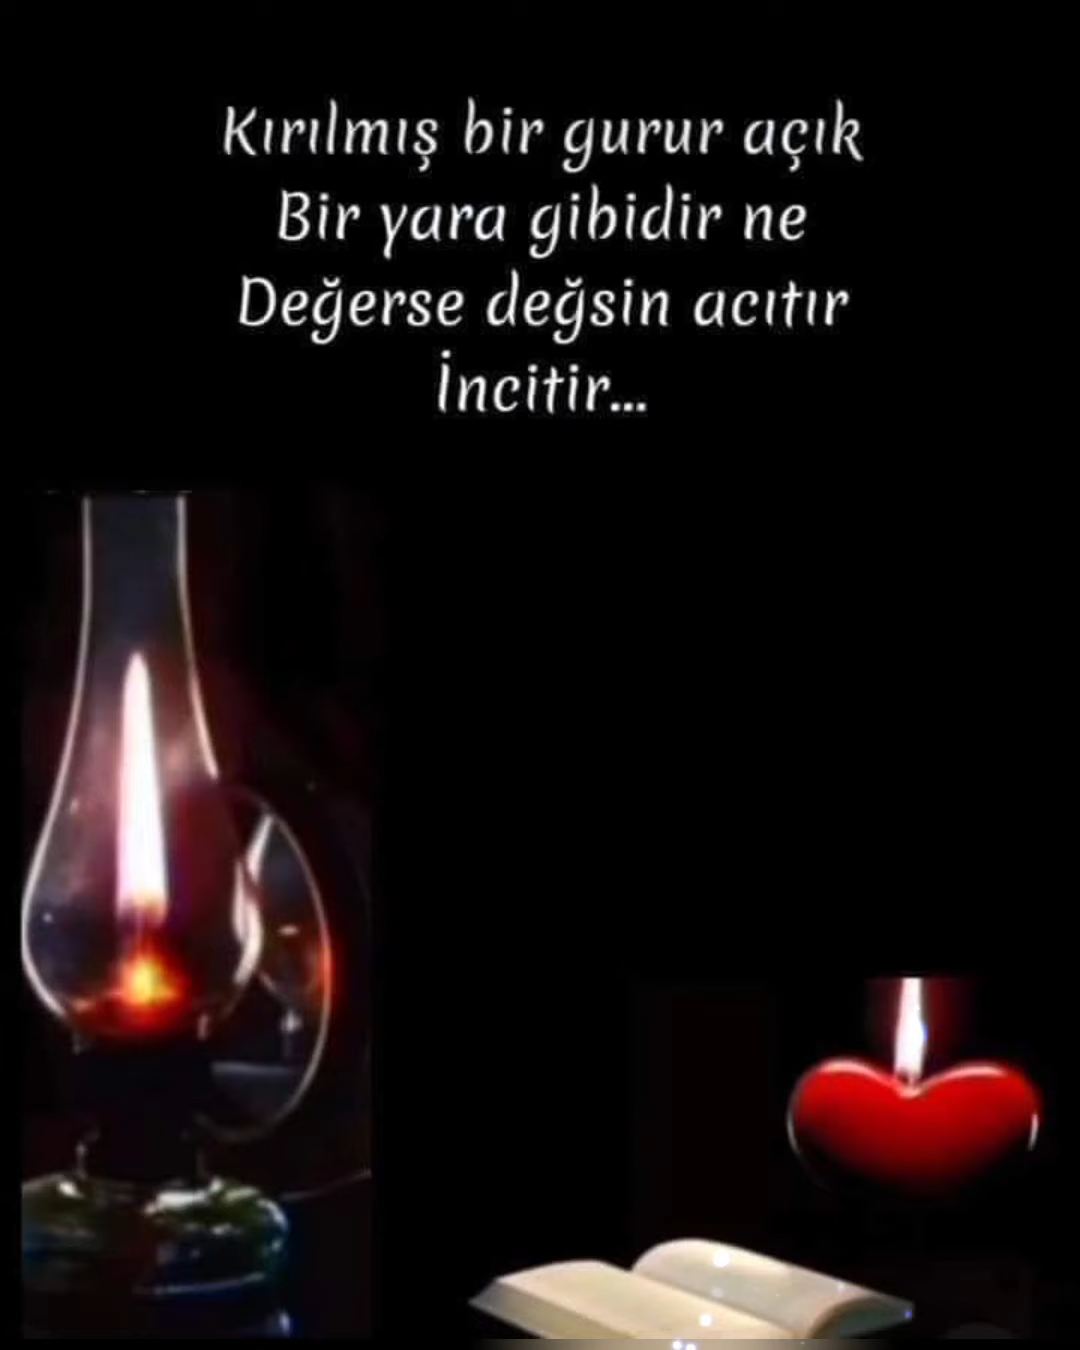 Kırılmış bir gurur açık
Bir yara gibidir ne
Değerse değsin acıtır
İncitir...